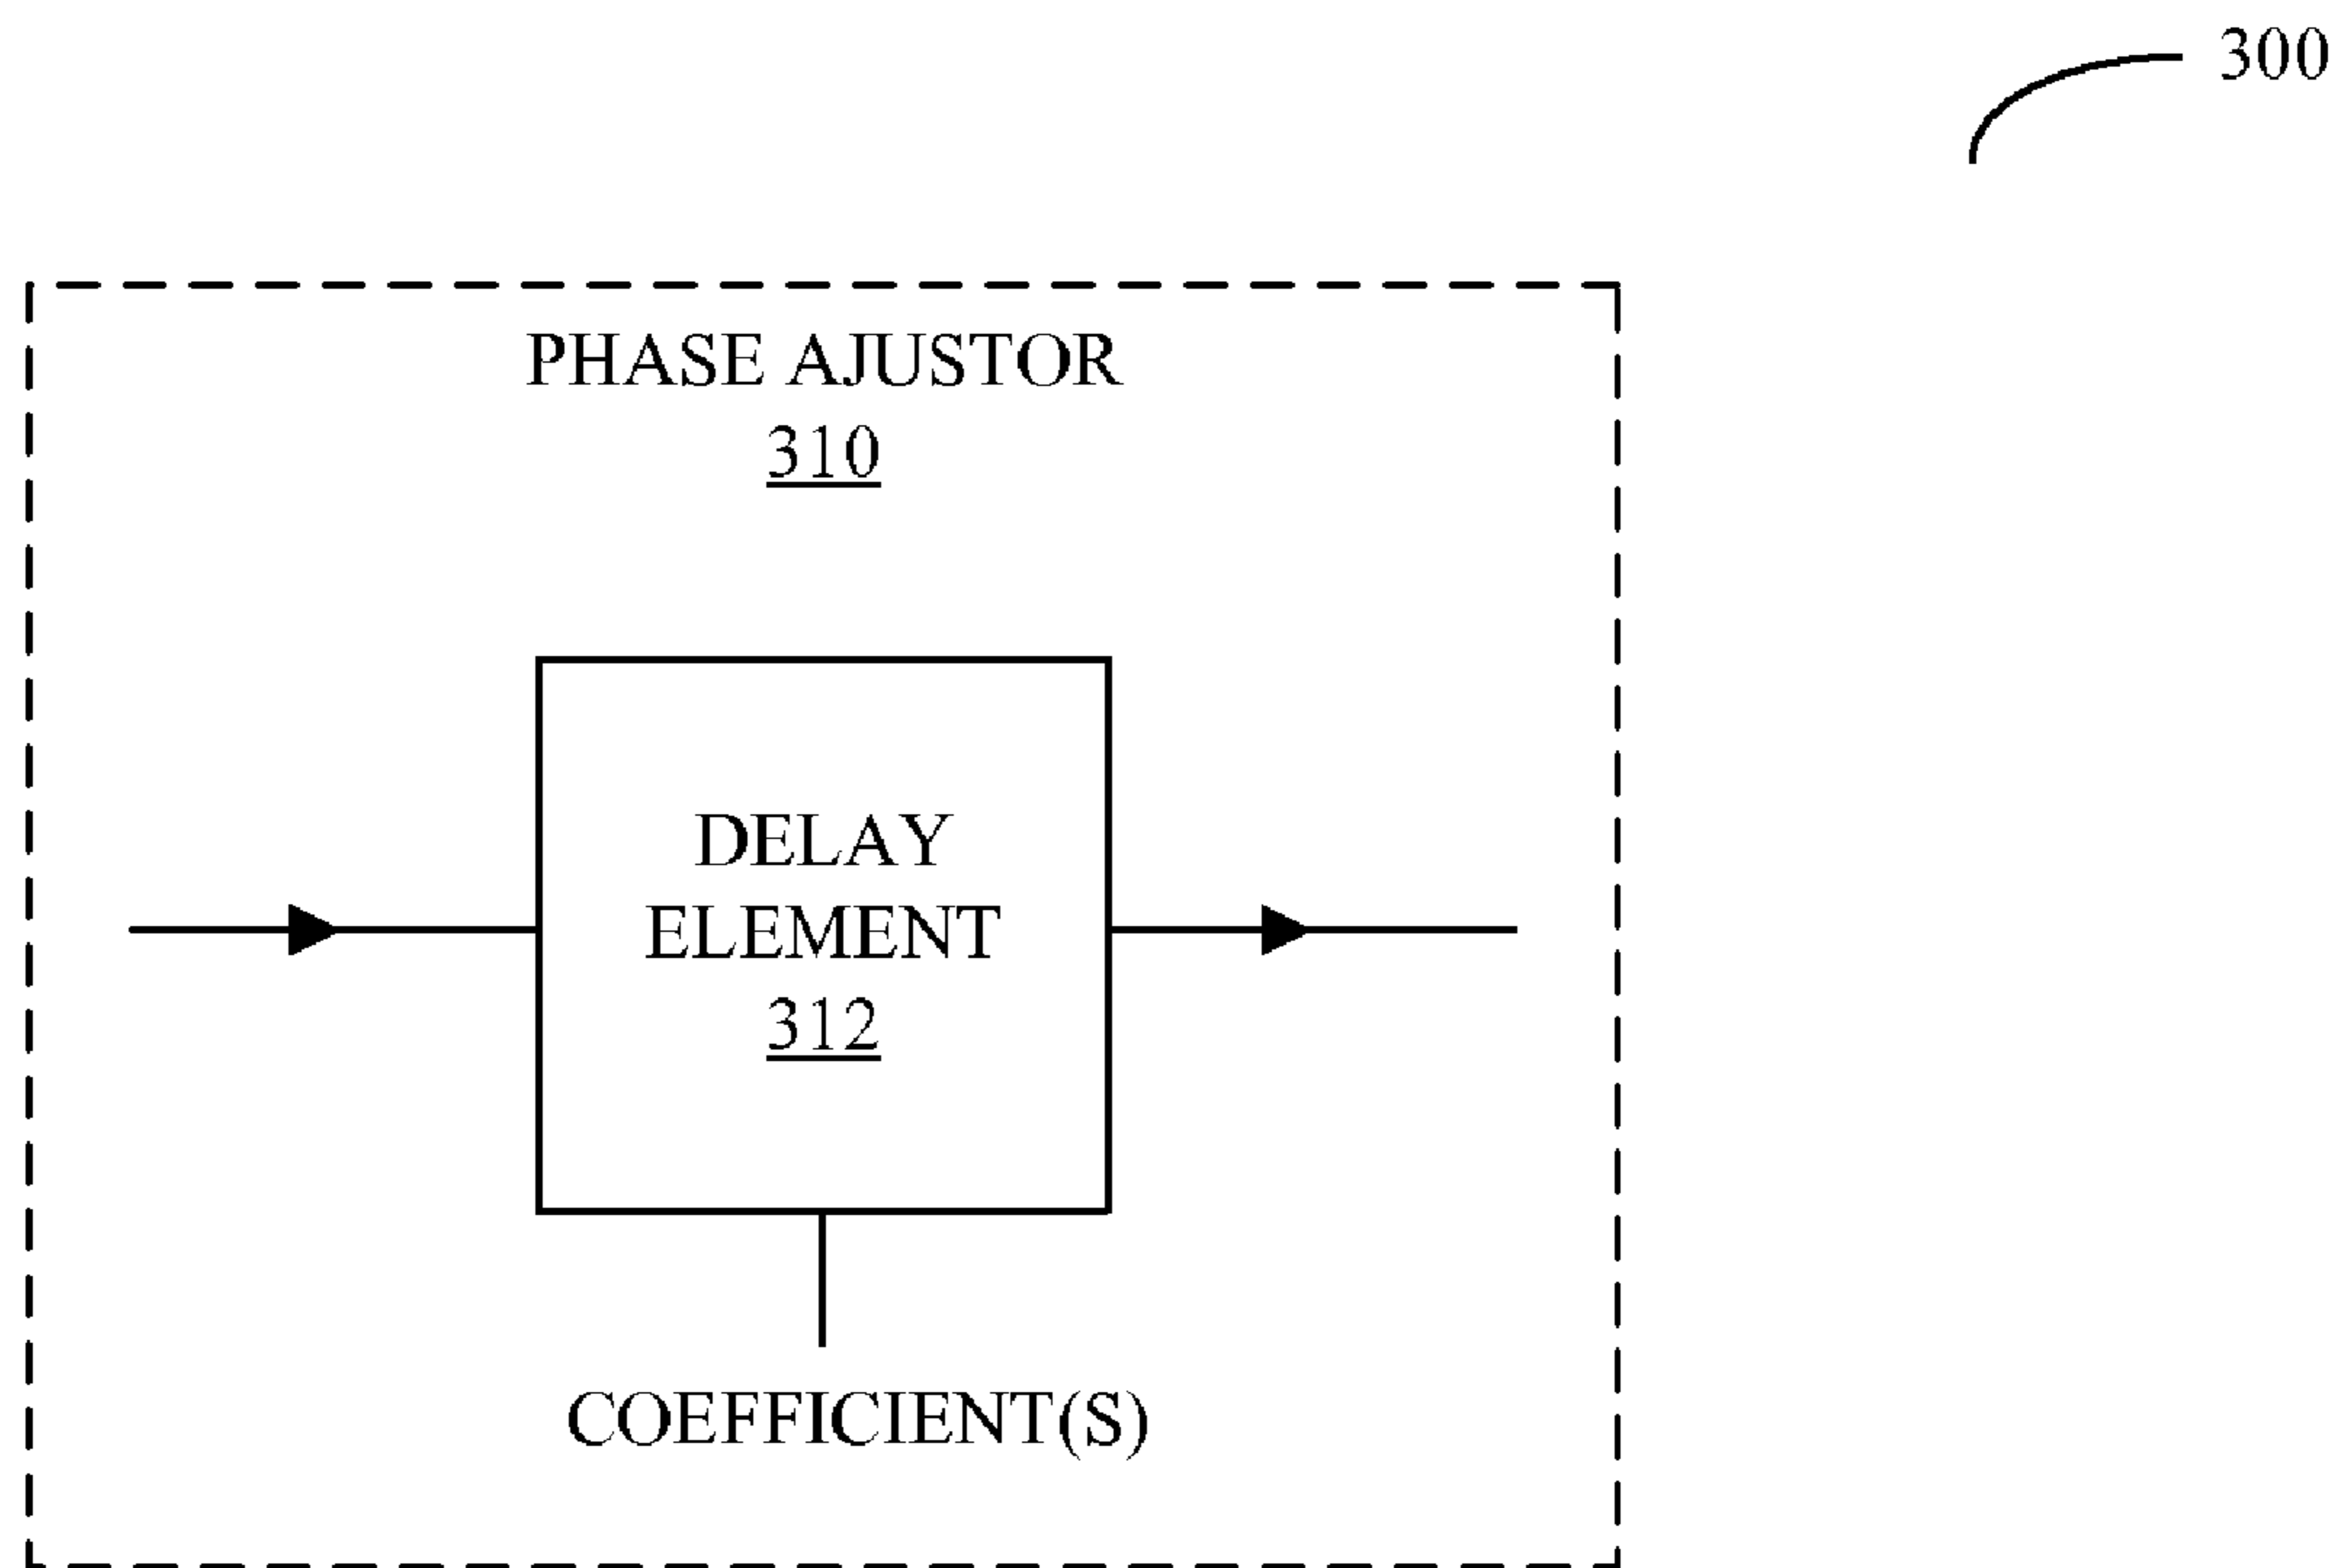 300
PHASE AJUSTOR
310
DELAY
ELEMENT
312
COEFFICIENT(S)